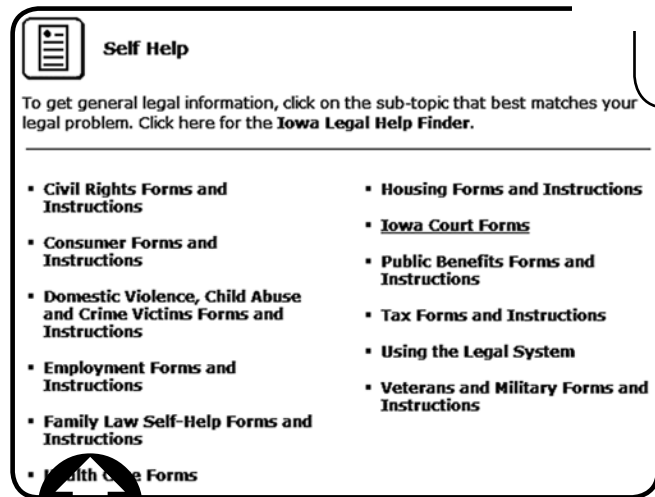 Self Help
To get general legal information, click on the sub-topic that best matches your
legal problem. Click here for the Iowa Legal Help Finder.
Civil Rights Forms and
Instructions
Consumer Forms and
Instructions
Domestic Violence, Child Abuse
and Crime Victims Forms and
Instructions
Employment Forms and
Instructions
Family Law Self-Help Forms and
Instructions
Forms
Housing Forms and Instructions
Iowa Court Forms
Public Benefits Forms and
Instructions
Tax Forms and Instructions
Using the Legal System
Veterans and Military Forms and
Instructions